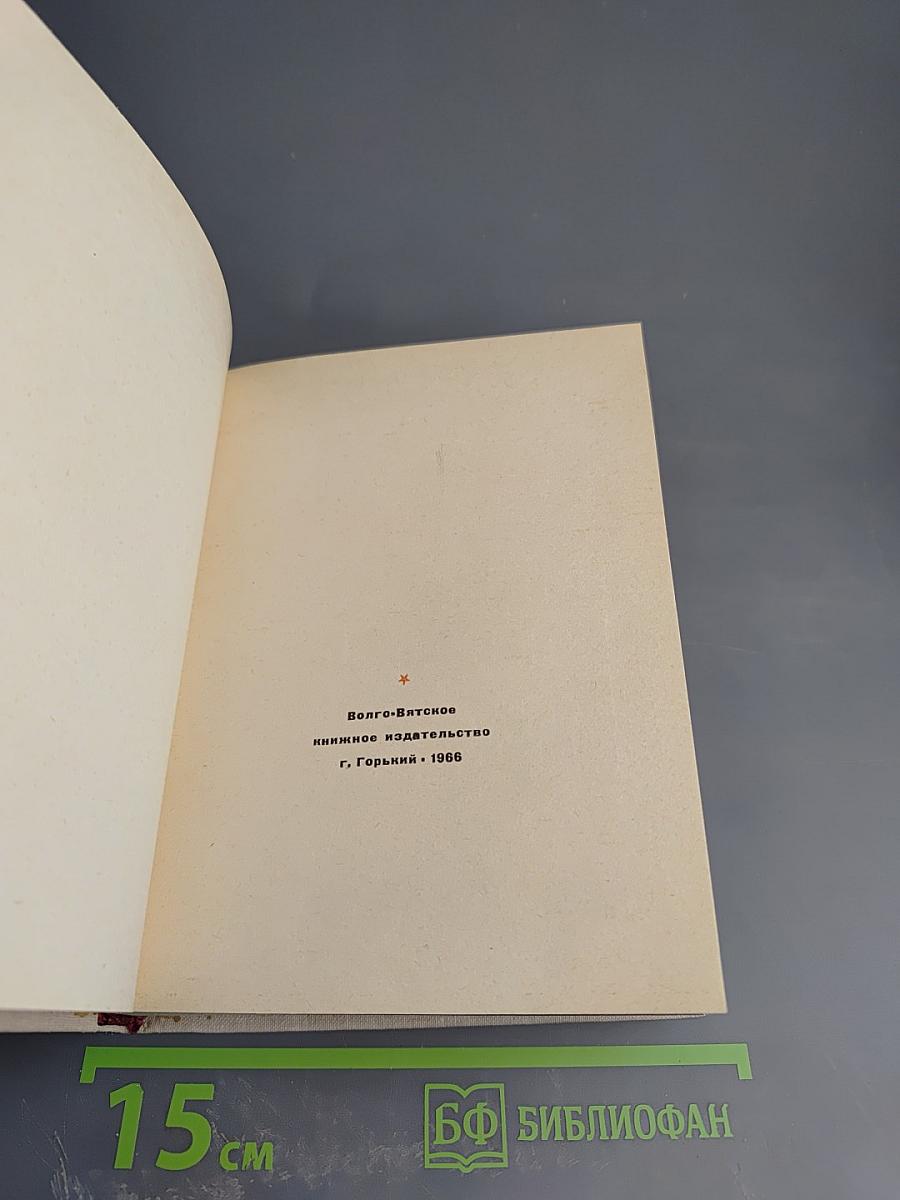 Волго-Вятское
книжное издательство
г. Горький • 1966
15 см
БФ БИБЛИОФАН